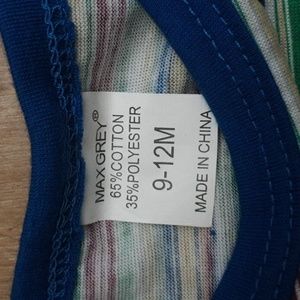 MAX GREY®
65%COTTON
35%POLYESTER
9-12M
MADE IN CHINA